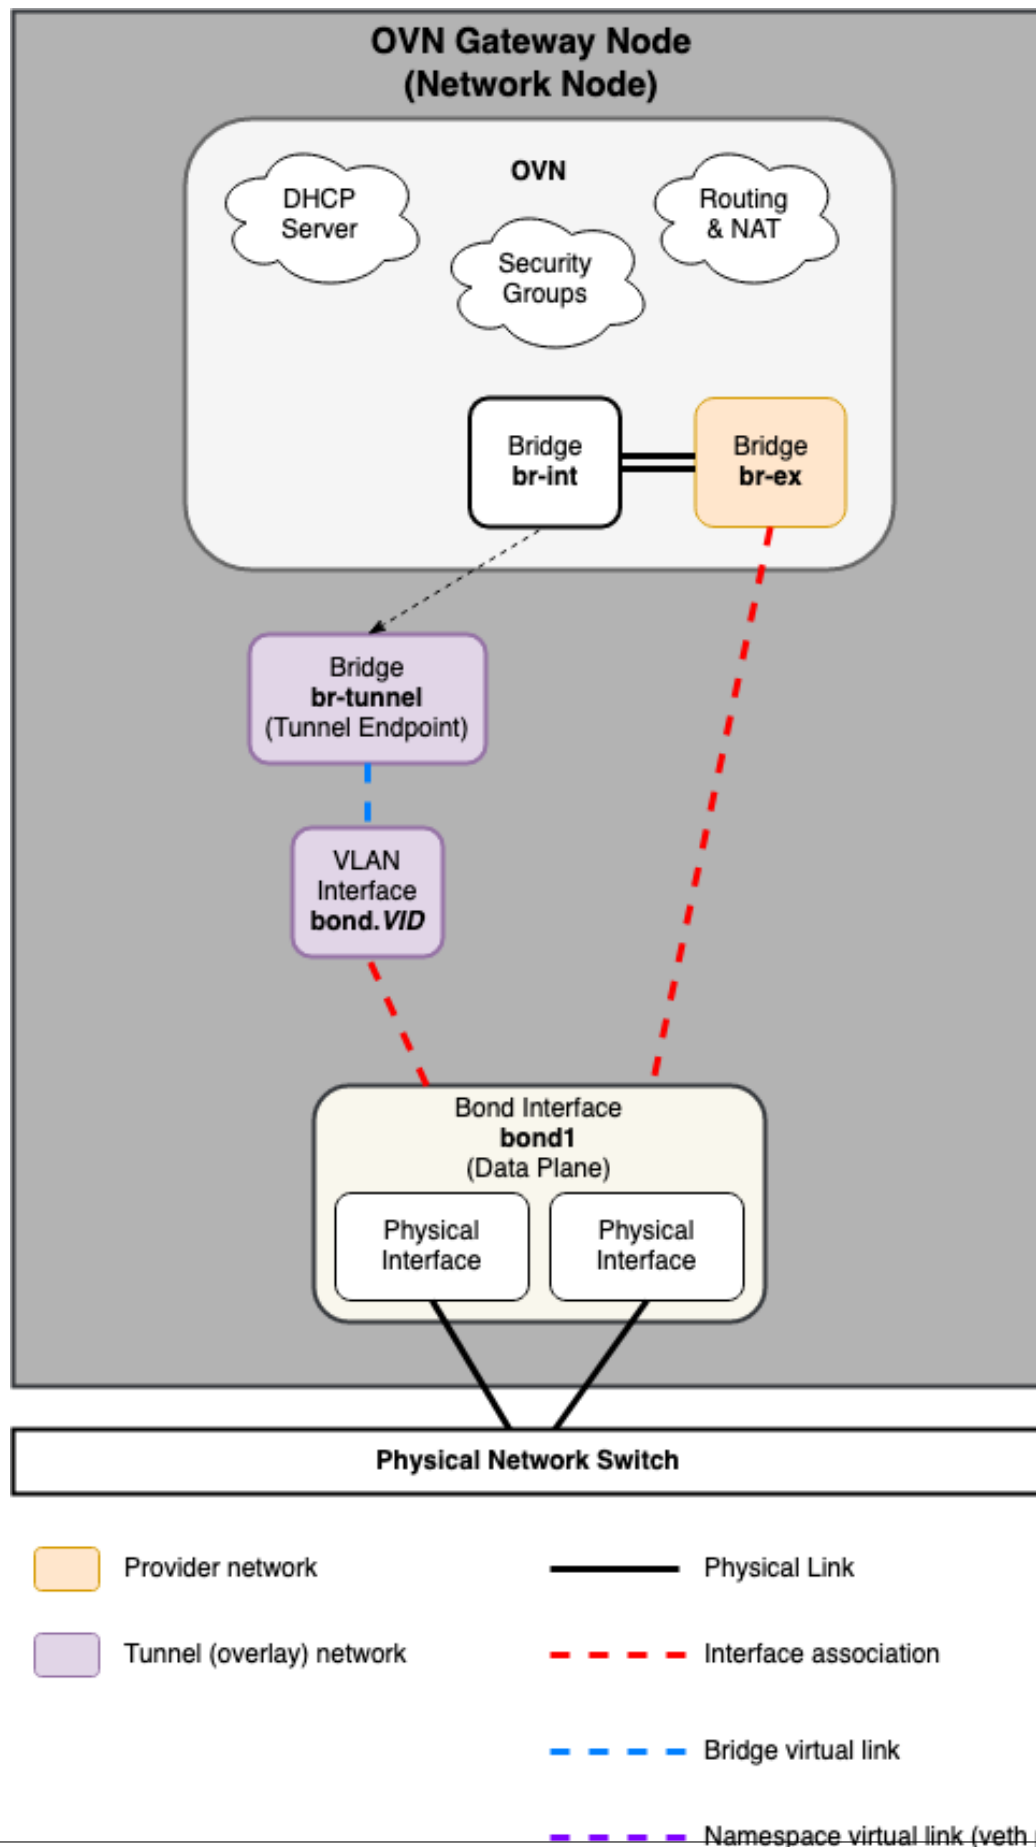 OVN Gateway Node
(Network Node)
OVN
DHCP
Server
Routing
& NAT
Security
Groups
Bridge
br-int
Bridge
br-ex
Bridge
br-tunnel
(Tunnel Endpoint)
VLAN
Interface
bond.VID
Bond Interface
bond1
(Data Plane)
Physical
Interface
Physical
Interface
Physical Network Switch
Provider network
Physical Link
Tunnel (overlay) network
Interface association
Bridge virtual link
Namespace virtual link (veth